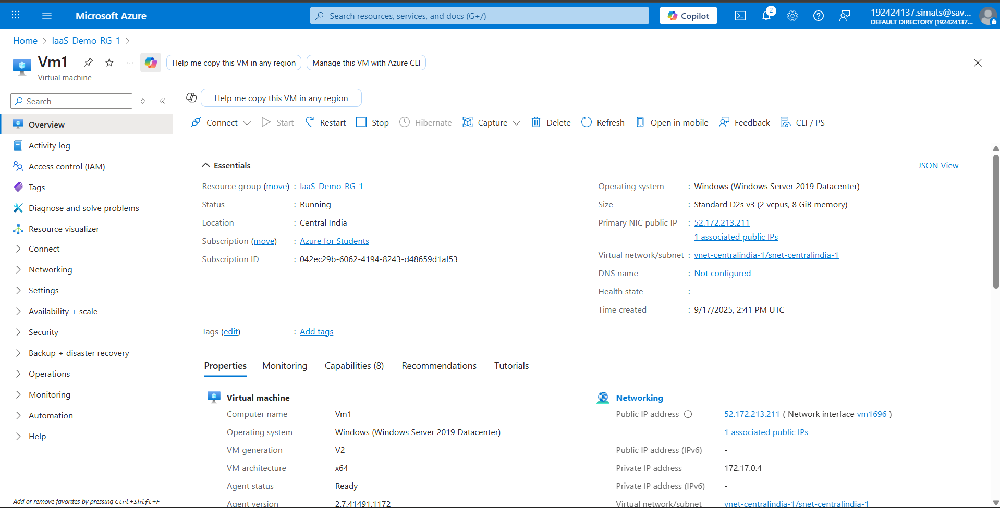 Microsoft Azure
Search resources, services, and docs (G+/)
Copilot
2
192424137.simats@sav...
DEFAULT DIRECTORY (192424137...
Home > IaaS-Demo-RG-1 >
Vm1
Virtual machine
...
Help me copy this VM in any region
Manage this VM with Azure CLI
Search
Overview
Activity log
Access control (IAM)
Tags
Diagnose and solve problems
Resource visualizer
Connect
Networking
Settings
Availability + scale
Security
Backup + disaster recovery
Operations
Monitoring
Automation
Help
Add or remove favorites by pressing Ctrl+Shift+F
Help me copy this VM in any region
Connect Start Restart Stop Hibernate Capture Delete Refresh Open in mobile Feedback CLI / PS
Essentials
JSON View
Resource group (move) : IaaS-Demo-RG-1
Status : Running
Location : Central India
Subscription (move) : Azure for Students
Subscription ID : 042ec29b-6062-4194-8243-d48659d1af53
Operating system : Windows (Windows Server 2019 Datacenter)
Size : Standard D2s v3 (2 vcpus, 8 GiB memory)
Primary NIC public IP : 52.172.213.211
1 associated public IPs
Virtual network/subnet : vnet-centralindia-1/snet-centralindia-1
DNS name : Not configured
Health state : -
Time created : 9/17/2025, 2:41 PM UTC
Tags (edit) : Add tags
Properties Monitoring Capabilities (8) Recommendations Tutorials
Virtual machine
Computer name Vm1
Operating system Windows (Windows Server 2019 Datacenter)
VM generation V2
VM architecture x64
Agent status Ready
Agent version 2.7.41491.1172
Networking
Public IP address 52.172.213.211 ( Network interface vm1696 )
1 associated public IPs
Public IP address (IPv6) -
Private IP address 172.17.0.4
Private IP address (IPv6) -
Virtual network/subnet vnet-centralindia-1/snet-centralindia-1